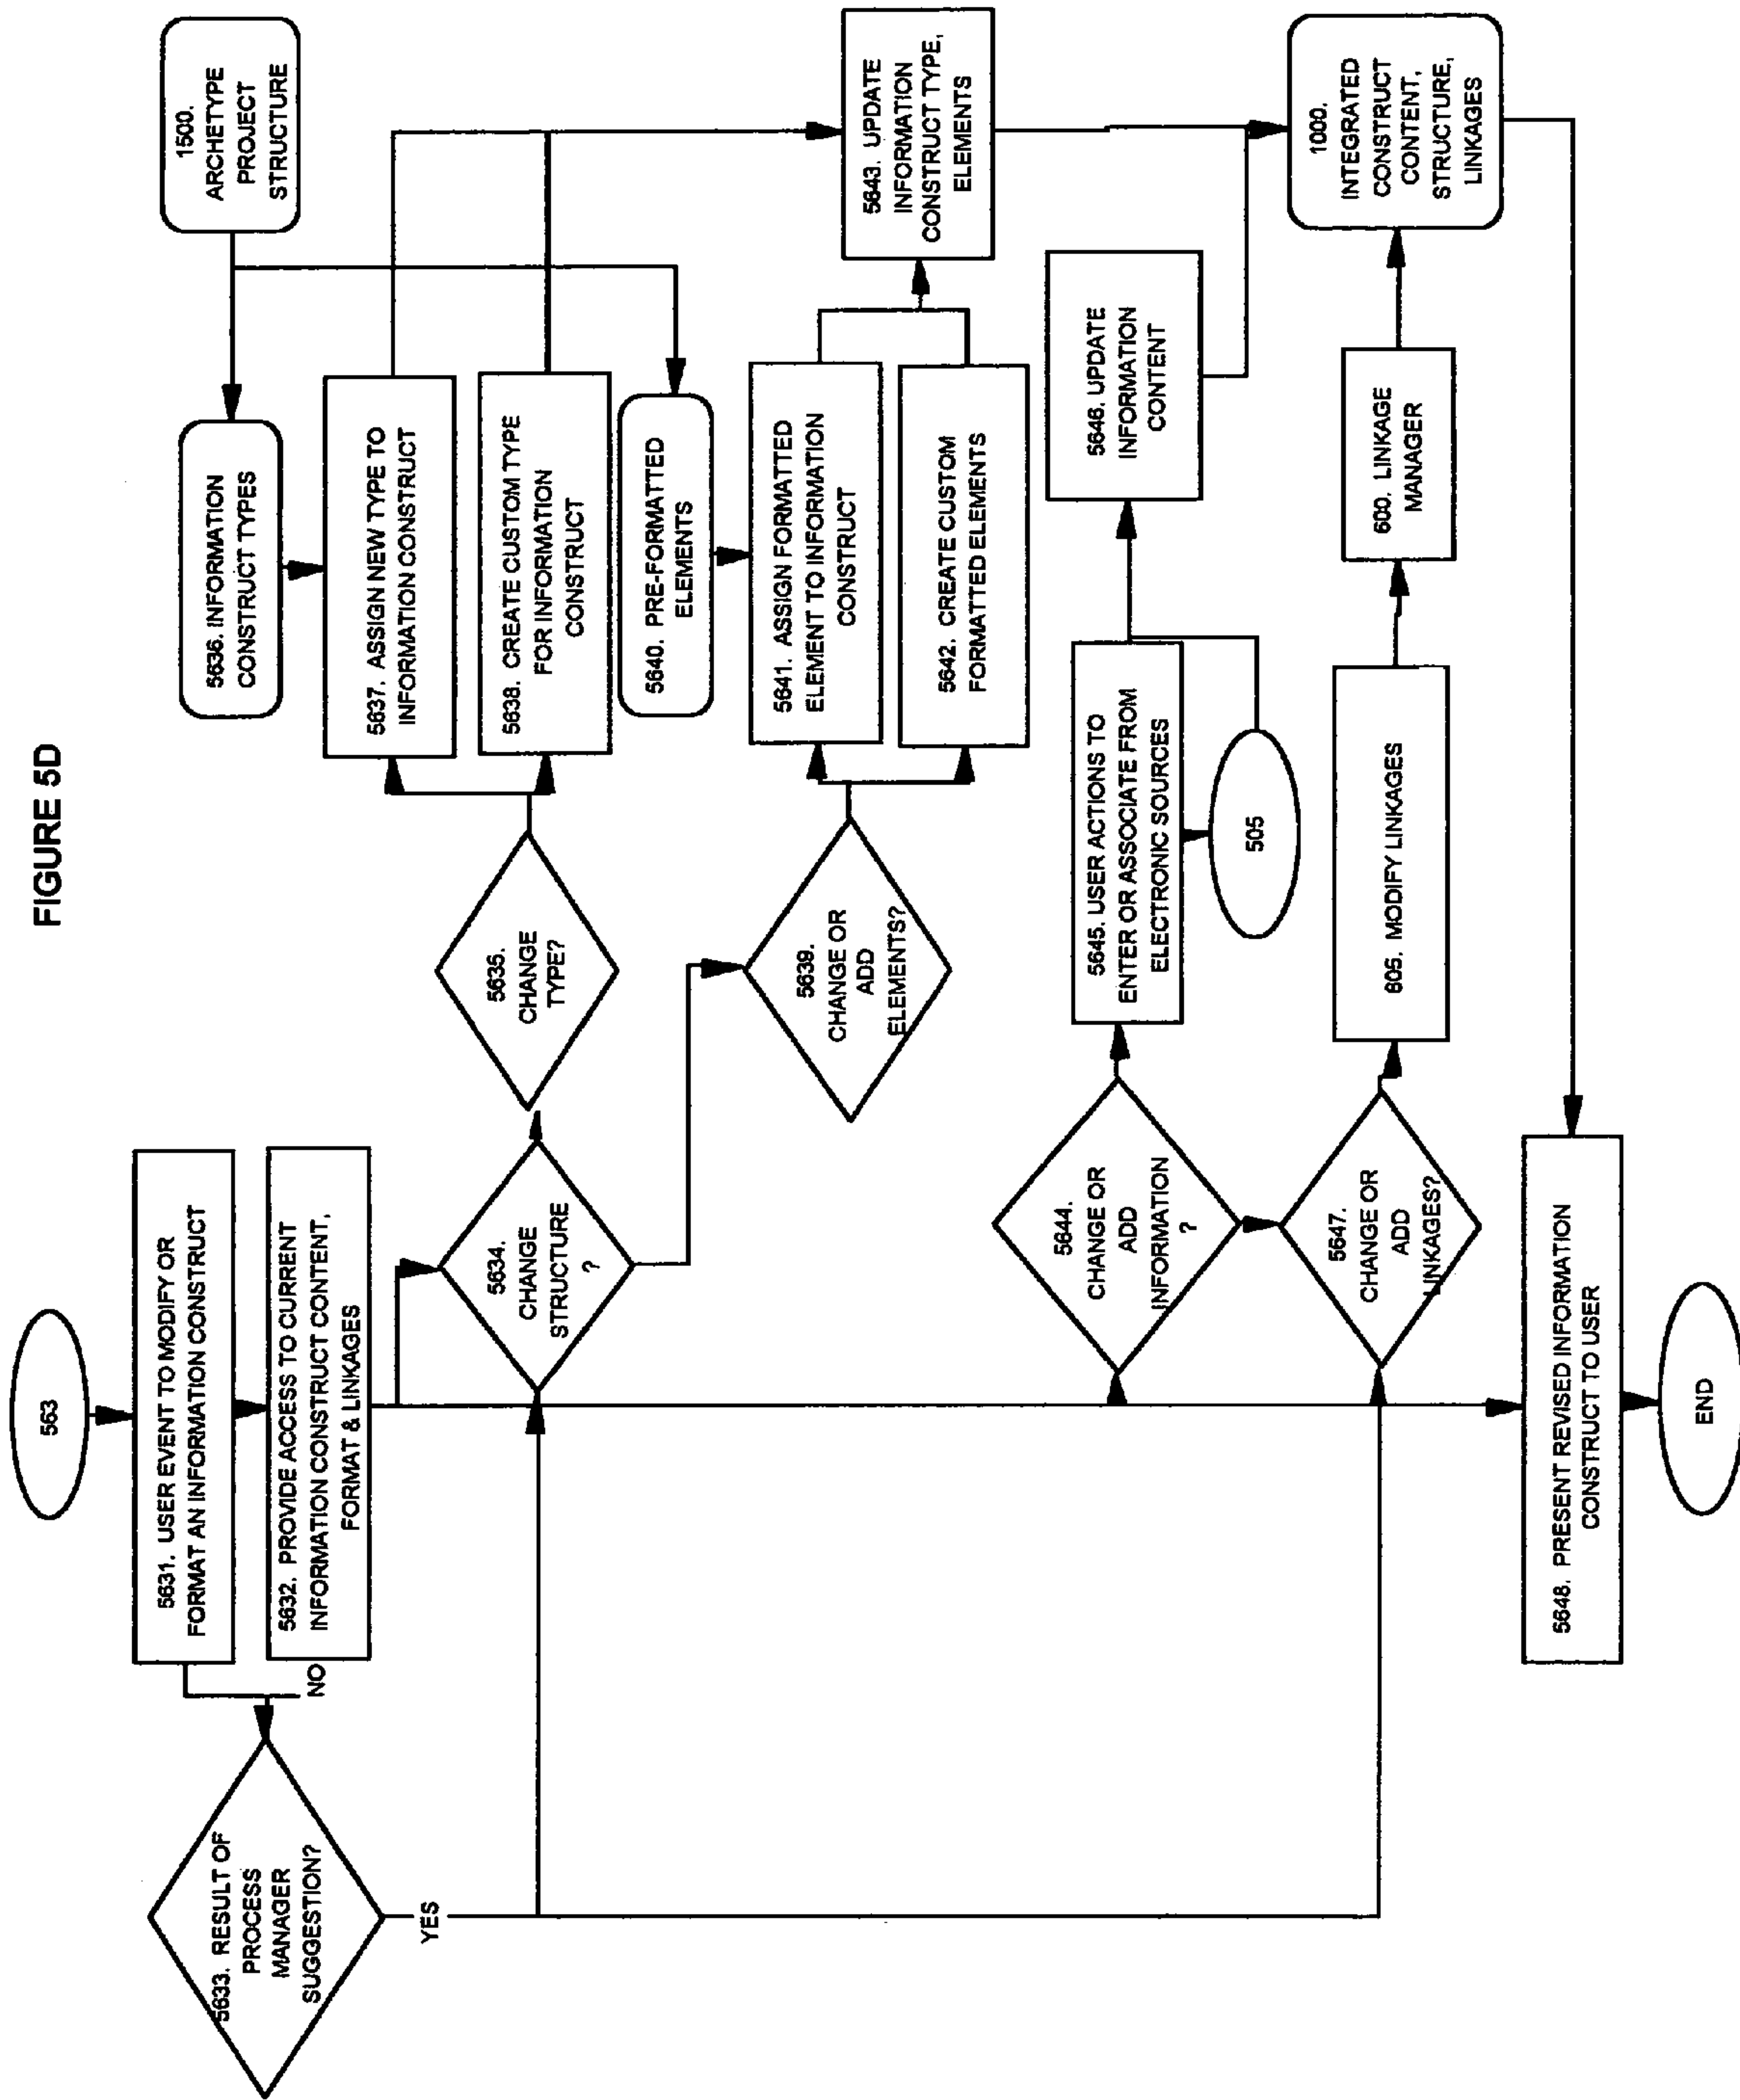 FIGURE 5D
563
5631. USER EVENT TO MODIFY OR
FORMAT AN INFORMATION CONSTRUCT
5632. PROVIDE ACCESS TO CURRENT
INFORMATION CONSTRUCT CONTENT,
FORMAT & LINKAGES
NO
5633. RESULT OF
PROCESS
MANAGER
SUGGESTION?
YES
5634.
CHANGE
STRUCTURE
?
5635.
CHANGE
TYPE?
1500.
ARCHETYPE
PROJECT
STRUCTURE
5636. INFORMATION
CONSTRUCT TYPES
5637. ASSIGN NEW TYPE TO
INFORMATION CONSTRUCT
5638. CREATE CUSTOM TYPE
FOR INFORMATION
CONSTRUCT
5639.
CHANGE OR
ADD
ELEMENTS?
5640. PRE-FORMATTED
ELEMENTS
5641. ASSIGN FORMATTED
ELEMENT TO INFORMATION
CONSTRUCT
5642. CREATE CUSTOM
FORMATTED ELEMENTS
5643. UPDATE
INFORMATION
CONSTRUCT TYPE,
ELEMENTS
5644.
CHANGE OR
ADD
INFORMATION
?
5645. USER ACTIONS TO
ENTER OR ASSOCIATE FROM
ELECTRONIC SOURCES
505
5646. UPDATE
INFORMATION
CONTENT
5647.
CHANGE OR
ADD
LINKAGES?
605. MODIFY LINKAGES
600. LINKAGE
MANAGER
1000.
INTEGRATED
CONSTRUCT
CONTENT,
STRUCTURE,
LINKAGES
5648. PRESENT REVISED INFORMATION
CONSTRUCT TO USER
END